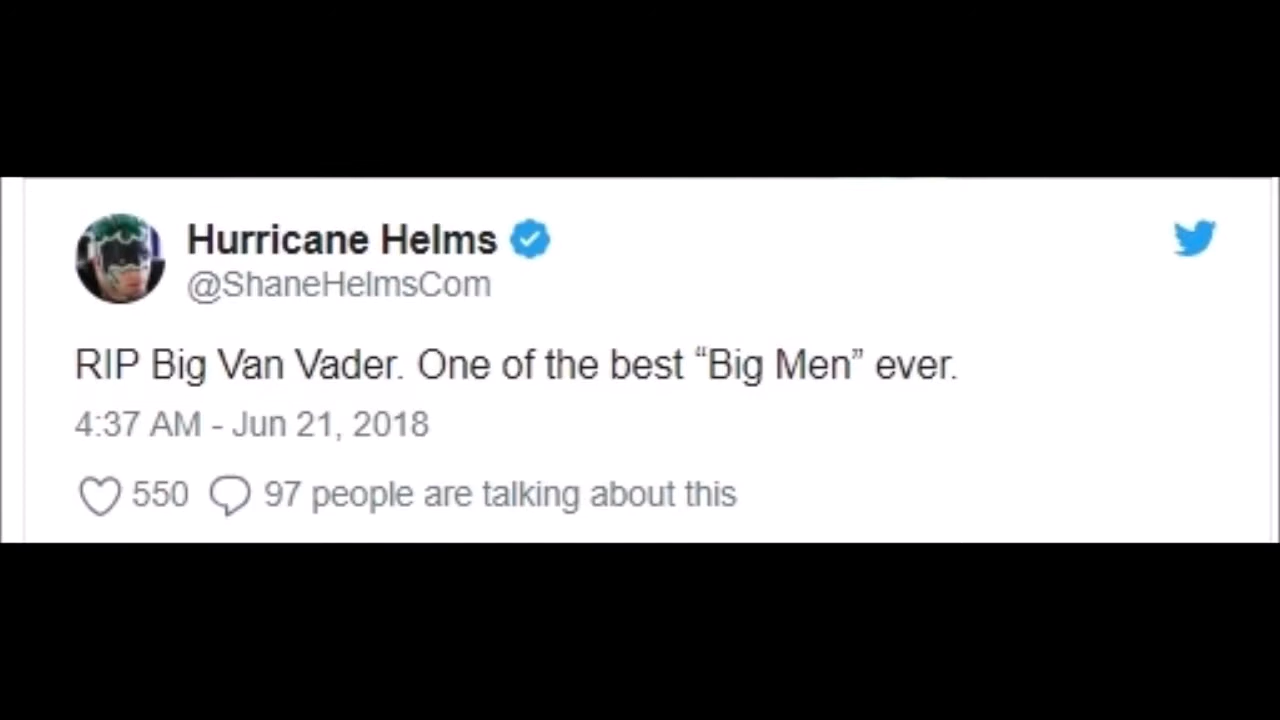 Hurricane Helms
@ShaneHelmsCom
RIP Big Van Vader. One of the best “Big Men” ever.
4:37 AM - Jun 21, 2018
550 97 people are talking about this